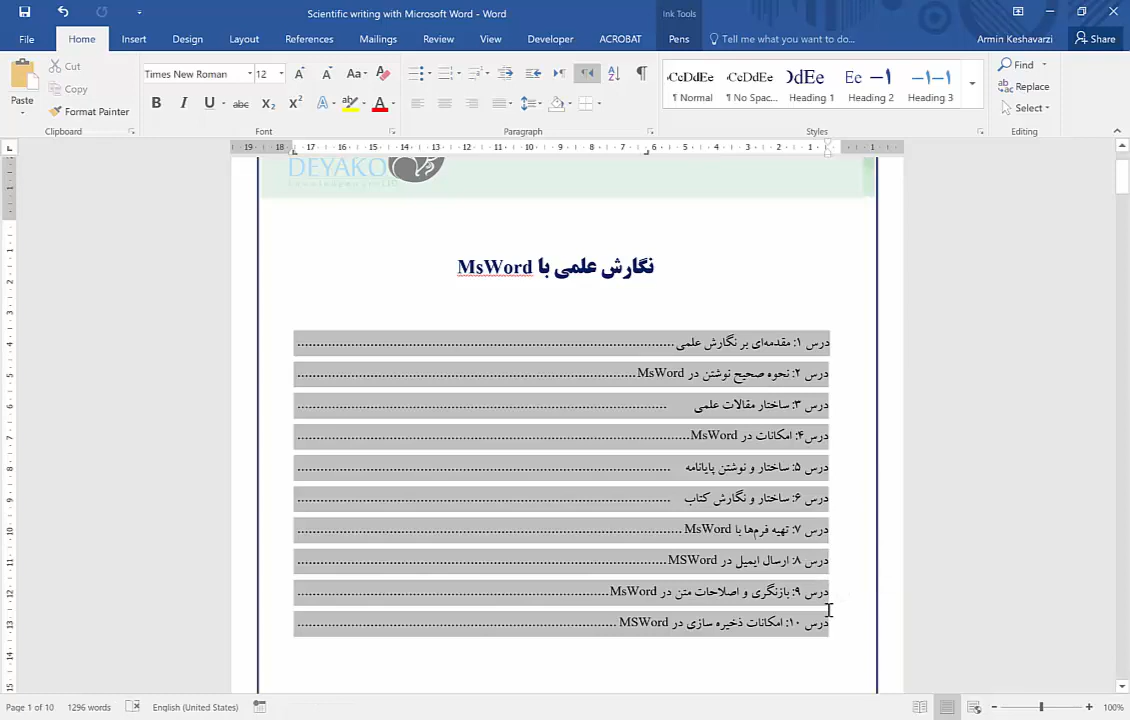 Scientific writing with Microsoft Word - Word
Ink Tools
File Home Insert Design Layout References Mailings Review View Developer ACROBAT Pens Tell me what you want to do... Armin Keshavarzi Share
Paste
Cut
Copy
Format Painter
Clipboard
Times New Roman 12
Font
Paragraph
¶ Normal
¶ No Spac...
Heading 1
Heading 2
Heading 3
Styles
Find
Replace
Select
Editing
DEYAKO
نگارش علمی با MsWord
درس ۱: مقدمه‌ای بر نگارش علمی
درس ۲: نحوه صحیح نوشتن در MsWord
درس ۳: ساختار مقالات علمی
درس۴: امکانات در MsWord
درس ۵: ساختار و نوشتن پایانامه
درس ۶: ساختار و نگارش کتاب
درس ۷: تهیه فرم‌ها با MsWord
درس ۸: ارسال ایمیل در MSWord
درس ۹: بازنگری و اصلاحات متن در MsWord
درس ۱۰: امکانات ذخیره سازی در MSWord
Page 1 of 10 1296 words English (United States) 100%